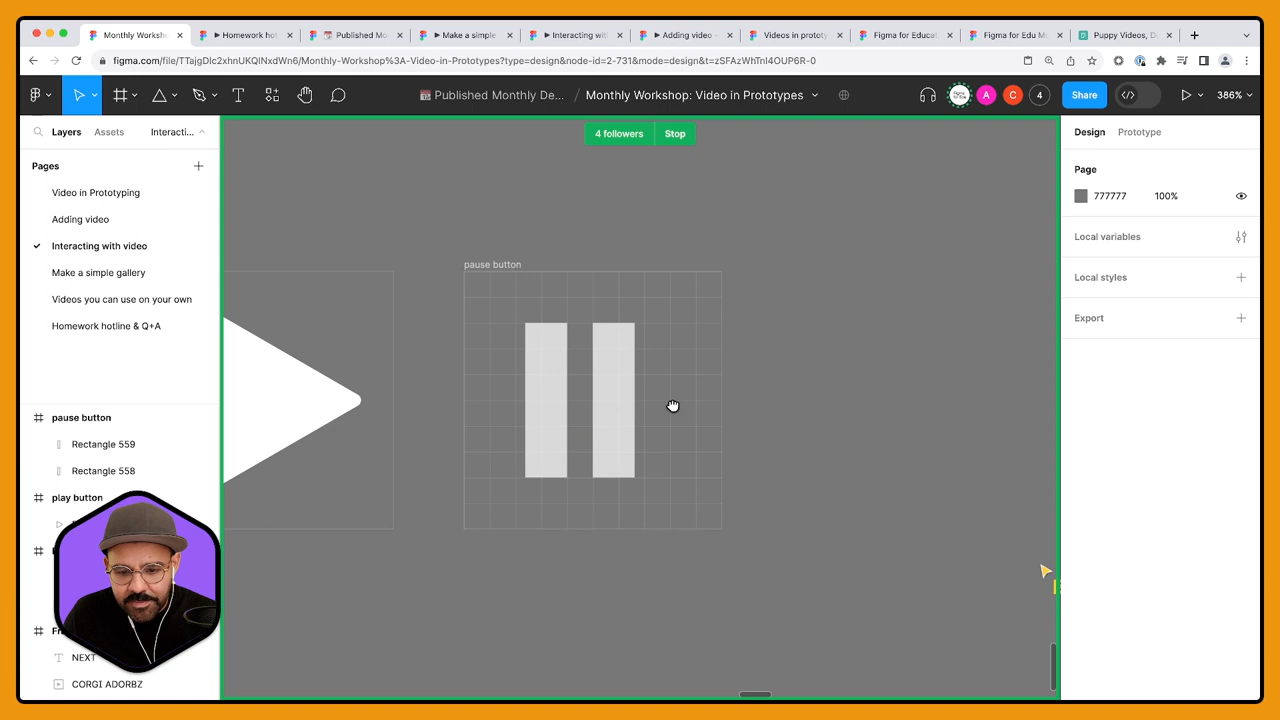 Monthly Worksho
▶ Homework hot
📆 Published Mo
▶ Make a simple
▶ Interacting with
▶ Adding video –
Videos in prototy
Figma for Educat
Figma for Edu M
Puppy Videos, D
figma.com/file/TTajgDlc2xhnUKQINxdWn6/Monthly-Workshop%3A-Video-in-Prototypes?type=design&node-id=2-731&mode=design&t=zSFAzWhTnI4OUP6R-0
📆 Published Monthly De... / Monthly Workshop: Video in Prototypes
A
C
4
Share
386%
Layers
Assets
Interacti...
4 followers
Stop
Design
Prototype
Pages
Video in Prototyping
Adding video
Interacting with video
Make a simple gallery
Videos you can use on your own
Homework hotline & Q+A
pause button
Rectangle 559
Rectangle 558
play button
Fr
NEXT
CORGI ADORBZ
pause button
Page
777777
100%
Local variables
Local styles
Export